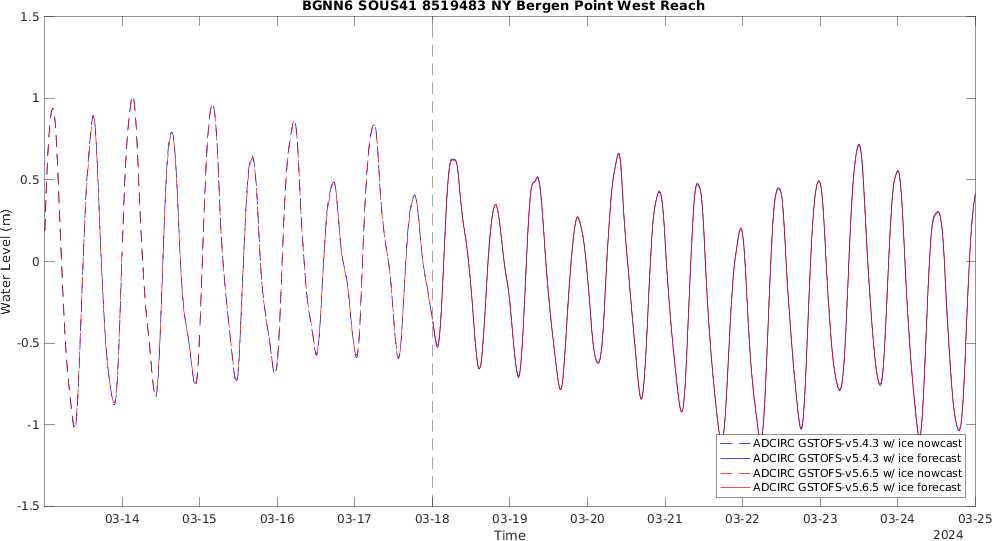 BGNN6 SOUS41 8519483 NY Bergen Point West Reach
1.5
1
0.5
0
-0.5
-1
-1.5
Water Level (m)
ADCIRC GSTOFS-v5.4.3 w/ ice nowcast
ADCIRC GSTOFS-v5.4.3 w/ ice forecast
ADCIRC GSTOFS-v5.6.5 w/ ice nowcast
ADCIRC GSTOFS-v5.6.5 w/ ice forecast
03-14 03-15 03-16 03-17 03-18 03-19 03-20 03-21 03-22 03-23 03-24 03-25
Time
2024